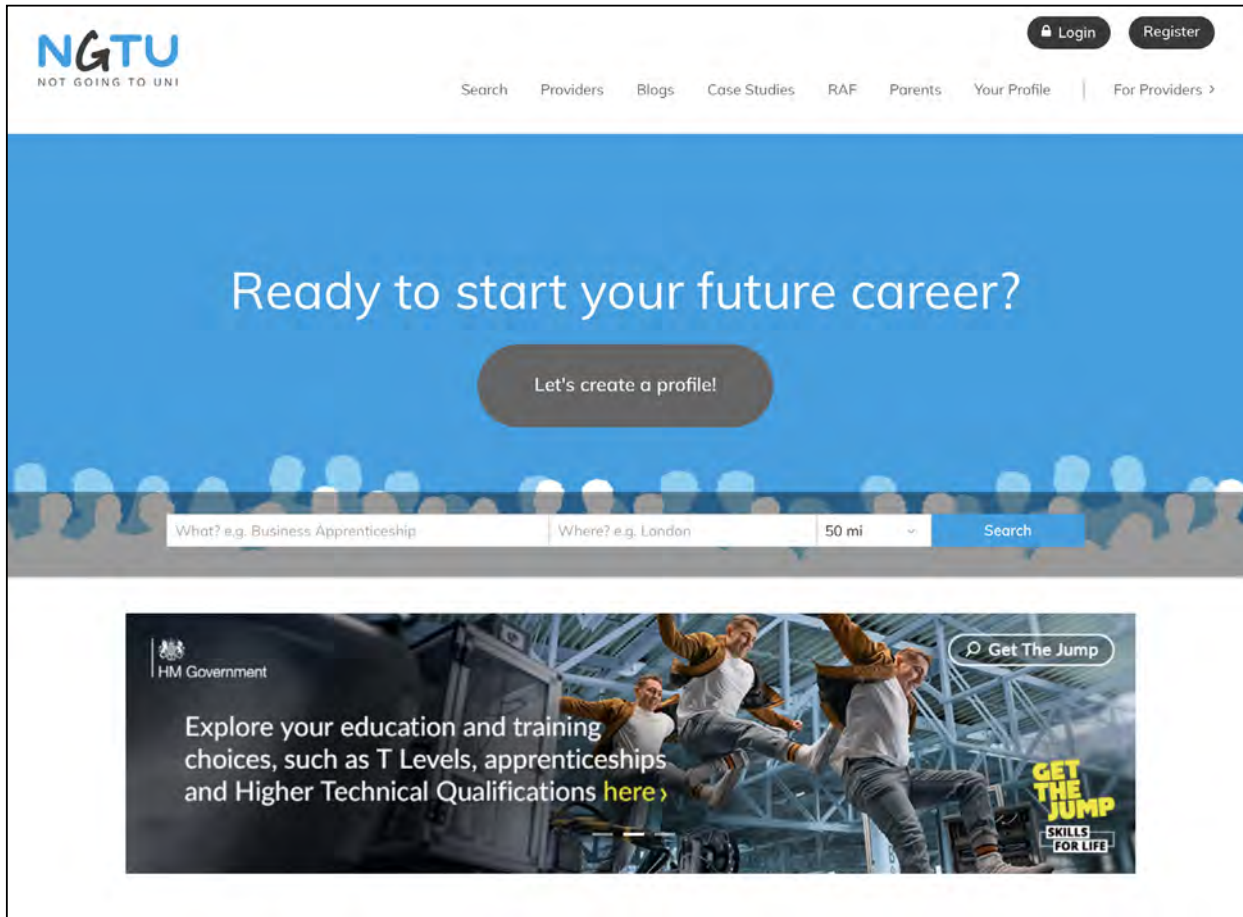 NGTU
NOT GOING TO UNI
Login
Register
Search
Providers
Blogs
Case Studies
RAF
Parents
Your Profile
For Providers
Ready to start your future career?
Let's create a profile!
What? e.g. Business Apprenticeship
Where? e.g. London
50 mi
Search
HM Government
Get The Jump
Explore your education and training
choices, such as T Levels, apprenticeships
and Higher Technical Qualifications here ›
GET
THE
JUMP
SKILLS
FOR LIFE